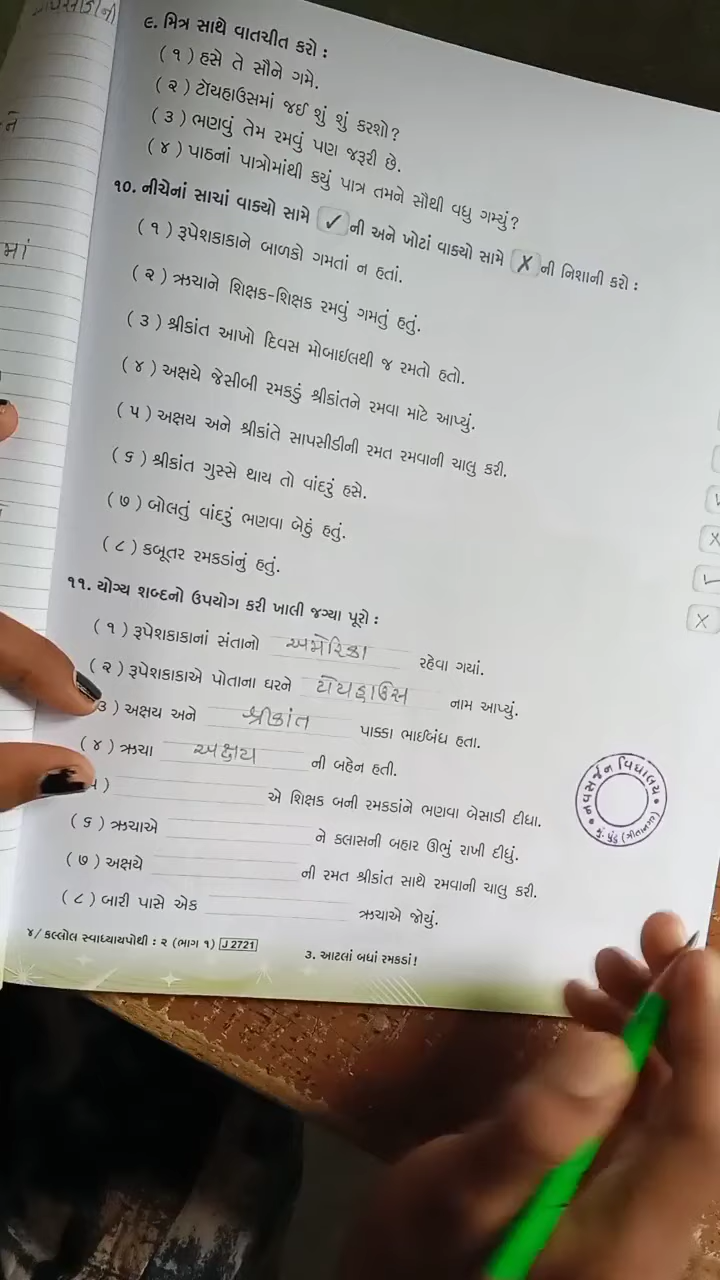 ૯. મિત્ર સાથે વાતચીત કરો :
(૧) હસે તે સૌને ગમે.
(૨) ટૉયહાઉસમાં જઈ શું શું કરશો?
(૩) ભણવું તેમ રમવું પણ જરૂરી છે.
(૪) પાઠનાં પાત્રોમાંથી કયું પાત્ર તમને સૌથી વધુ ગમ્યું?
૧૦. નીચેનાં સાચાં વાક્યો સામે ✓ ની અને ખોટાં વાક્યો સામે ✗ ની નિશાની કરો :
(૧) રૂપેશકાકાને બાળકો ગમતાં ન હતાં.
(૨) ઋચાને શિક્ષક-શિક્ષક રમવું ગમતું હતું.
(૩) શ્રીકાંત આખો દિવસ મોબાઈલથી જ રમતો હતો.
(૪) અક્ષયે જેસીબી રમકડું શ્રીકાંતને રમવા માટે આપ્યું.
(૫) અક્ષય અને શ્રીકાંતે સાપસીડીની રમત રમવાની ચાલુ કરી.
(૬) શ્રીકાંત ગુસ્સે થાય તો વાંદરું હસે.
(૭) બોલતું વાંદરું ભણવા બેઠું હતું.
(૮) કબૂતર રમકડાંનું હતું.
૧૧. યોગ્ય શબ્દનો ઉપયોગ કરી ખાલી જગ્યા પૂરો :
(૧) રૂપેશકાકાનાં સંતાનો અમેરિકા રહેવા ગયાં.
(૨) રૂપેશકાકાએ પોતાના ઘરને ટોયહાઉસ નામ આપ્યું.
૩) અક્ષય અને શ્રીકાંત પાક્કા ભાઈબંધ હતા.
(૪) ઋચા અક્ષય ની બહેન હતી.
એ શિક્ષક બની રમકડાંને ભણવા બેસાડી દીધા.
(૬) ઋચાએ ને ક્લાસની બહાર ઊભું રાખી દીધું.
(૭) અક્ષયે ની રમત શ્રીકાંત સાથે રમવાની ચાલુ કરી.
(૮) બારી પાસે એક ઋચાએ જોયું.
નવસર્જન વિદ્યાલય
૪/ કલ્લોલ સ્વાધ્યાયપોથી : ૨ (ભાગ ૧) J 2721
૩. આટલાં બધાં રમકડાં!